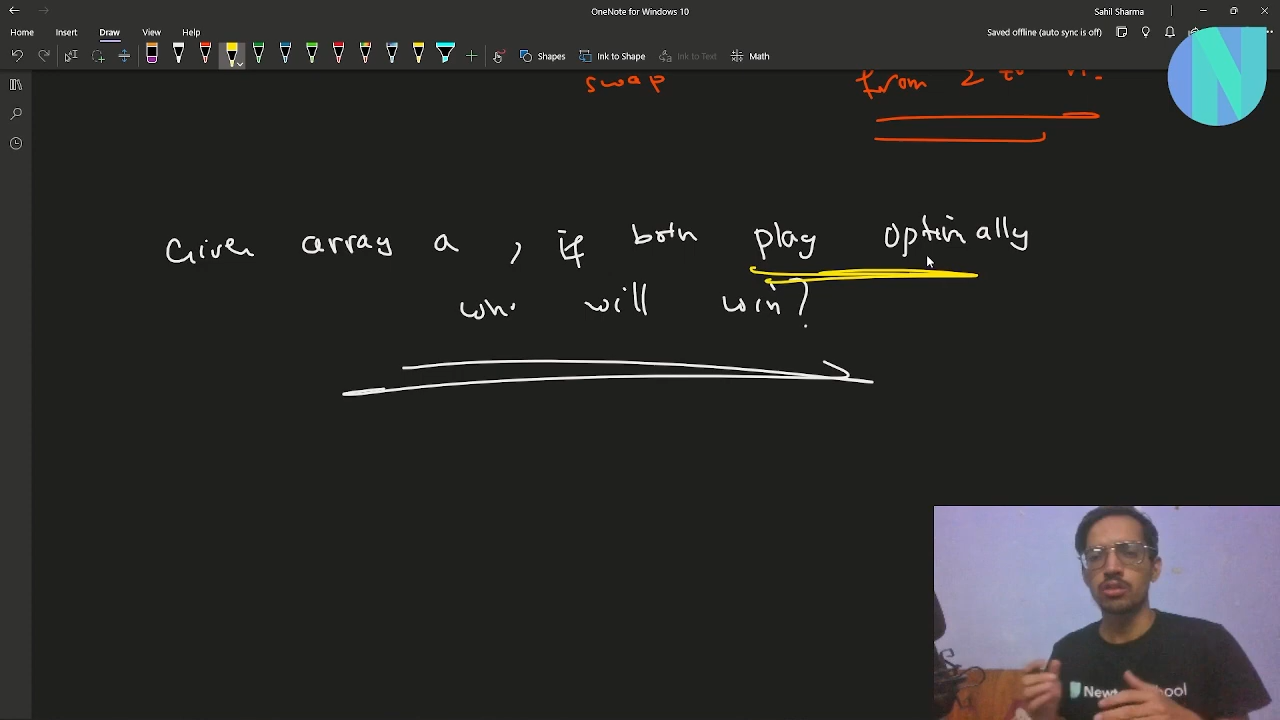 OneNote for Windows 10
Sahil Sharma
Home Insert Draw View Help
Saved offline (auto sync is off)
Shapes Ink to Shape Ink to Text Math
swap from 2 to
Given array a , if both play optimally
who will win?
Newton School